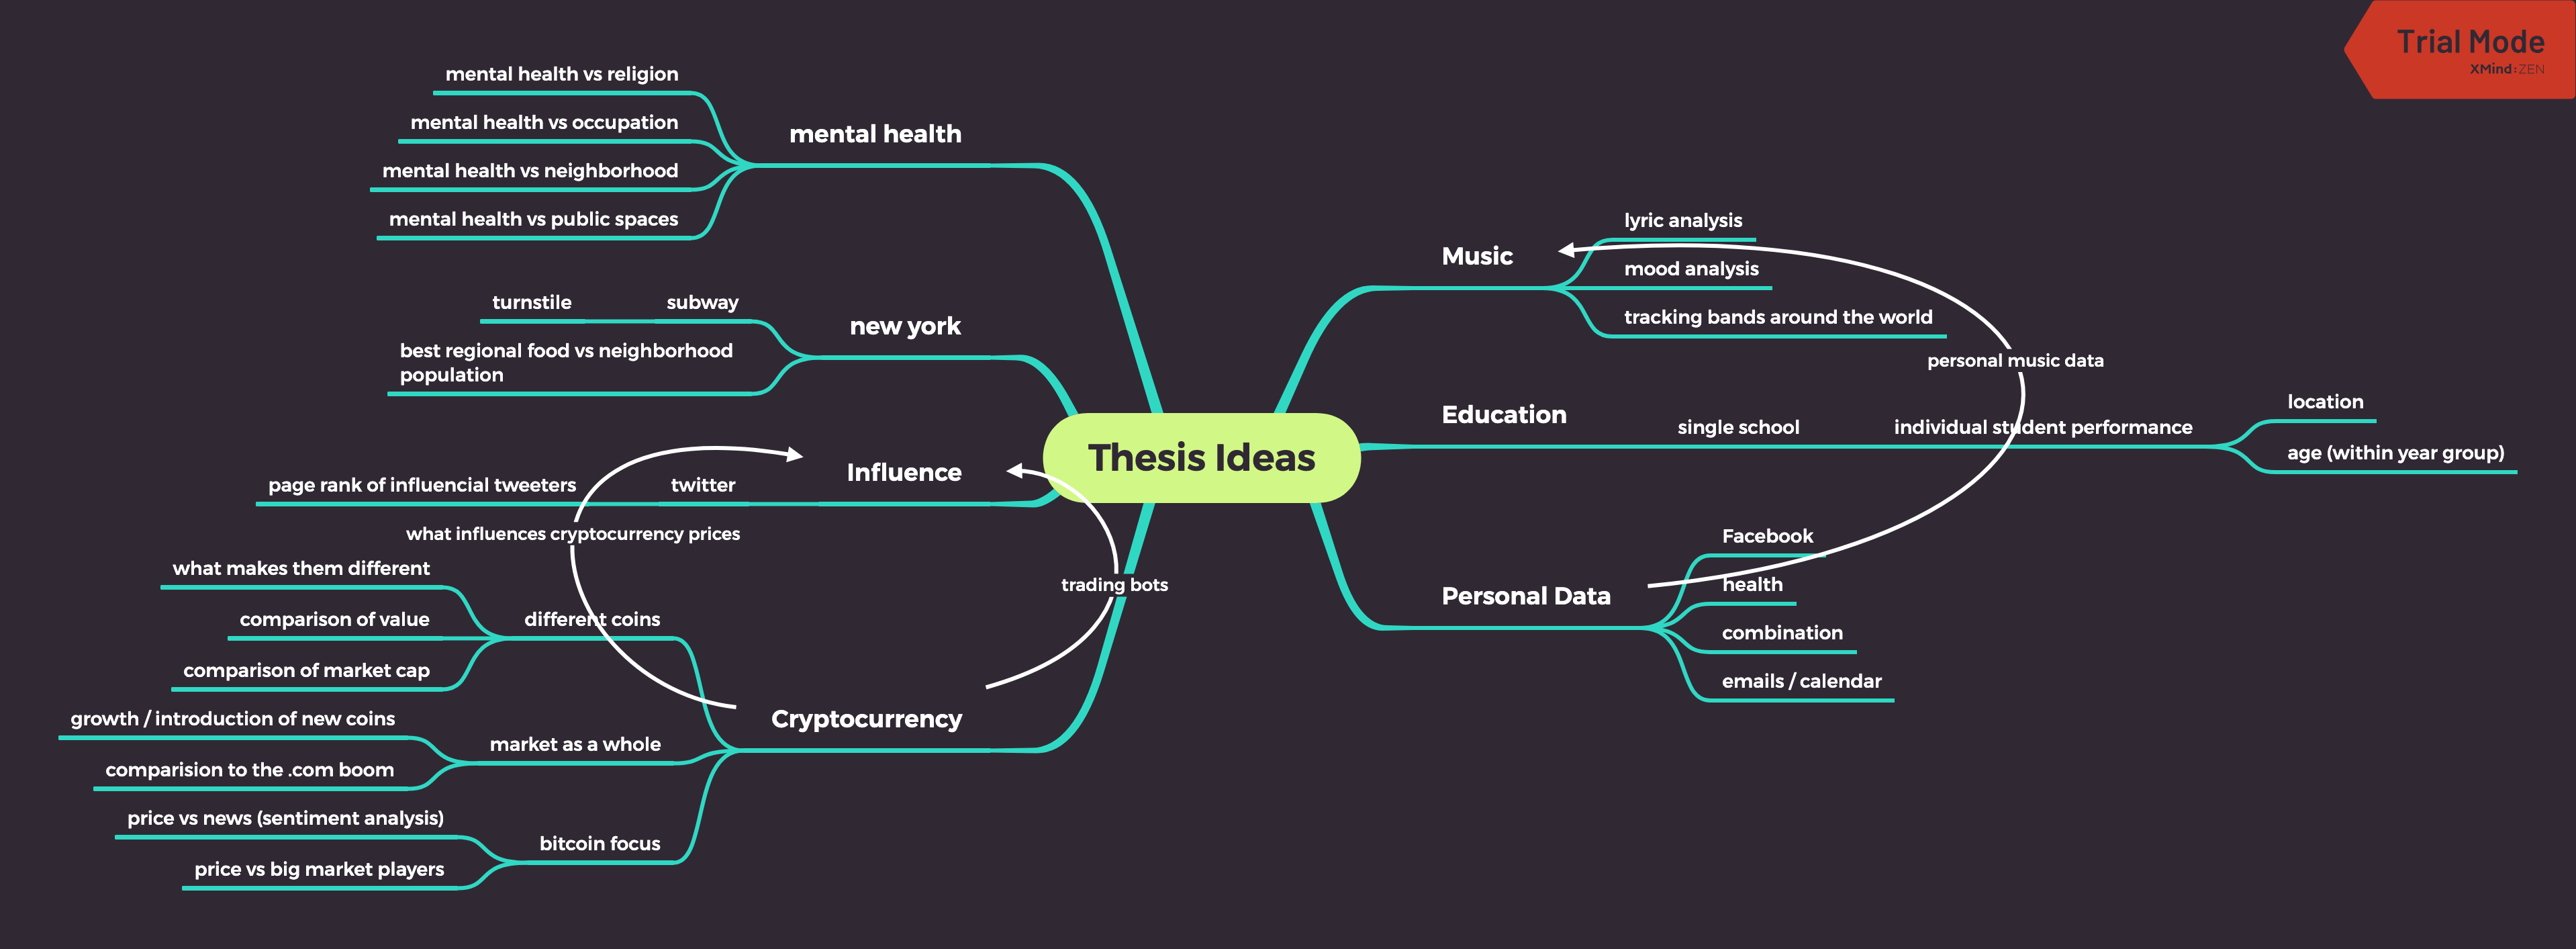 Trial Mode
XMind:ZEN
Thesis Ideas
mental health
mental health vs religion
mental health vs occupation
mental health vs neighborhood
mental health vs public spaces
new york
subway
turnstile
best regional food vs neighborhood
population
Influence
twitter
page rank of influencial tweeters
what influences cryptocurrency prices
trading bots
Cryptocurrency
different coins
what makes them different
comparison of value
comparison of market cap
market as a whole
growth / introduction of new coins
comparision to the .com boom
bitcoin focus
price vs news (sentiment analysis)
price vs big market players
Music
lyric analysis
mood analysis
tracking bands around the world
personal music data
Education
single school
individual student performance
location
age (within year group)
Personal Data
Facebook
health
combination
emails / calendar